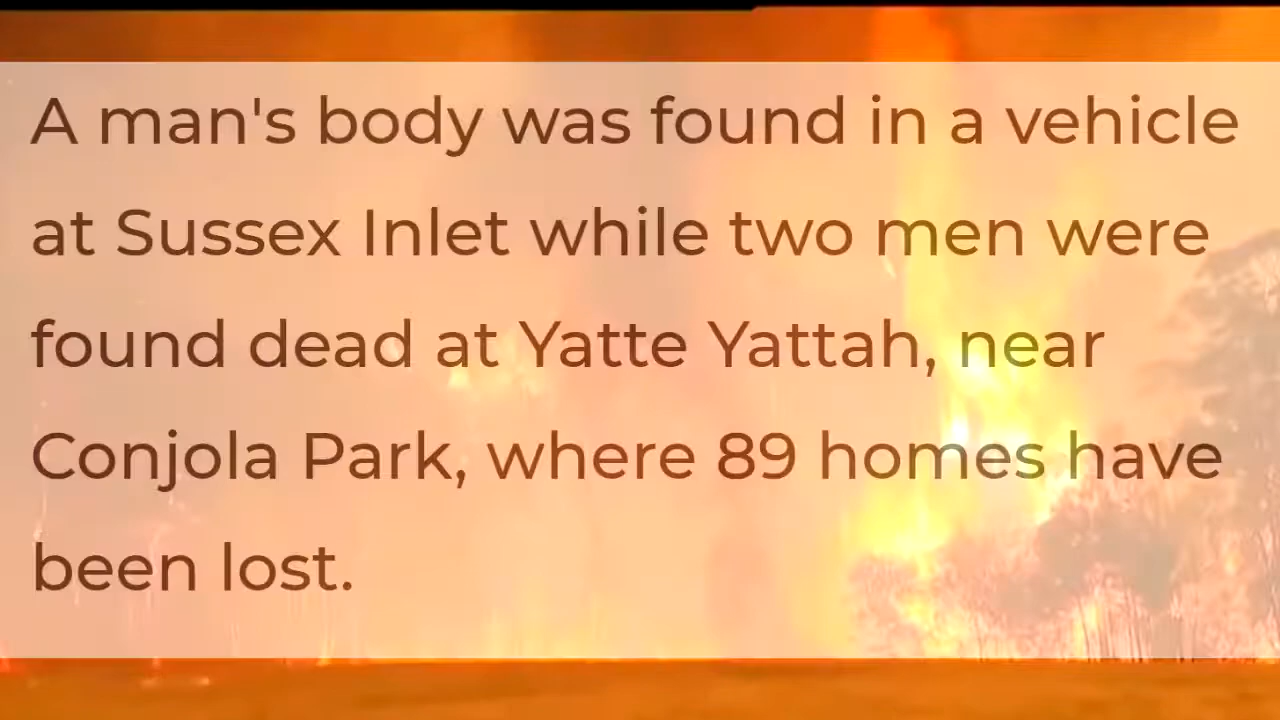 A man's body was found in a vehicle
at Sussex Inlet while two men were
found dead at Yatte Yattah, near
Conjola Park, where 89 homes have
been lost.